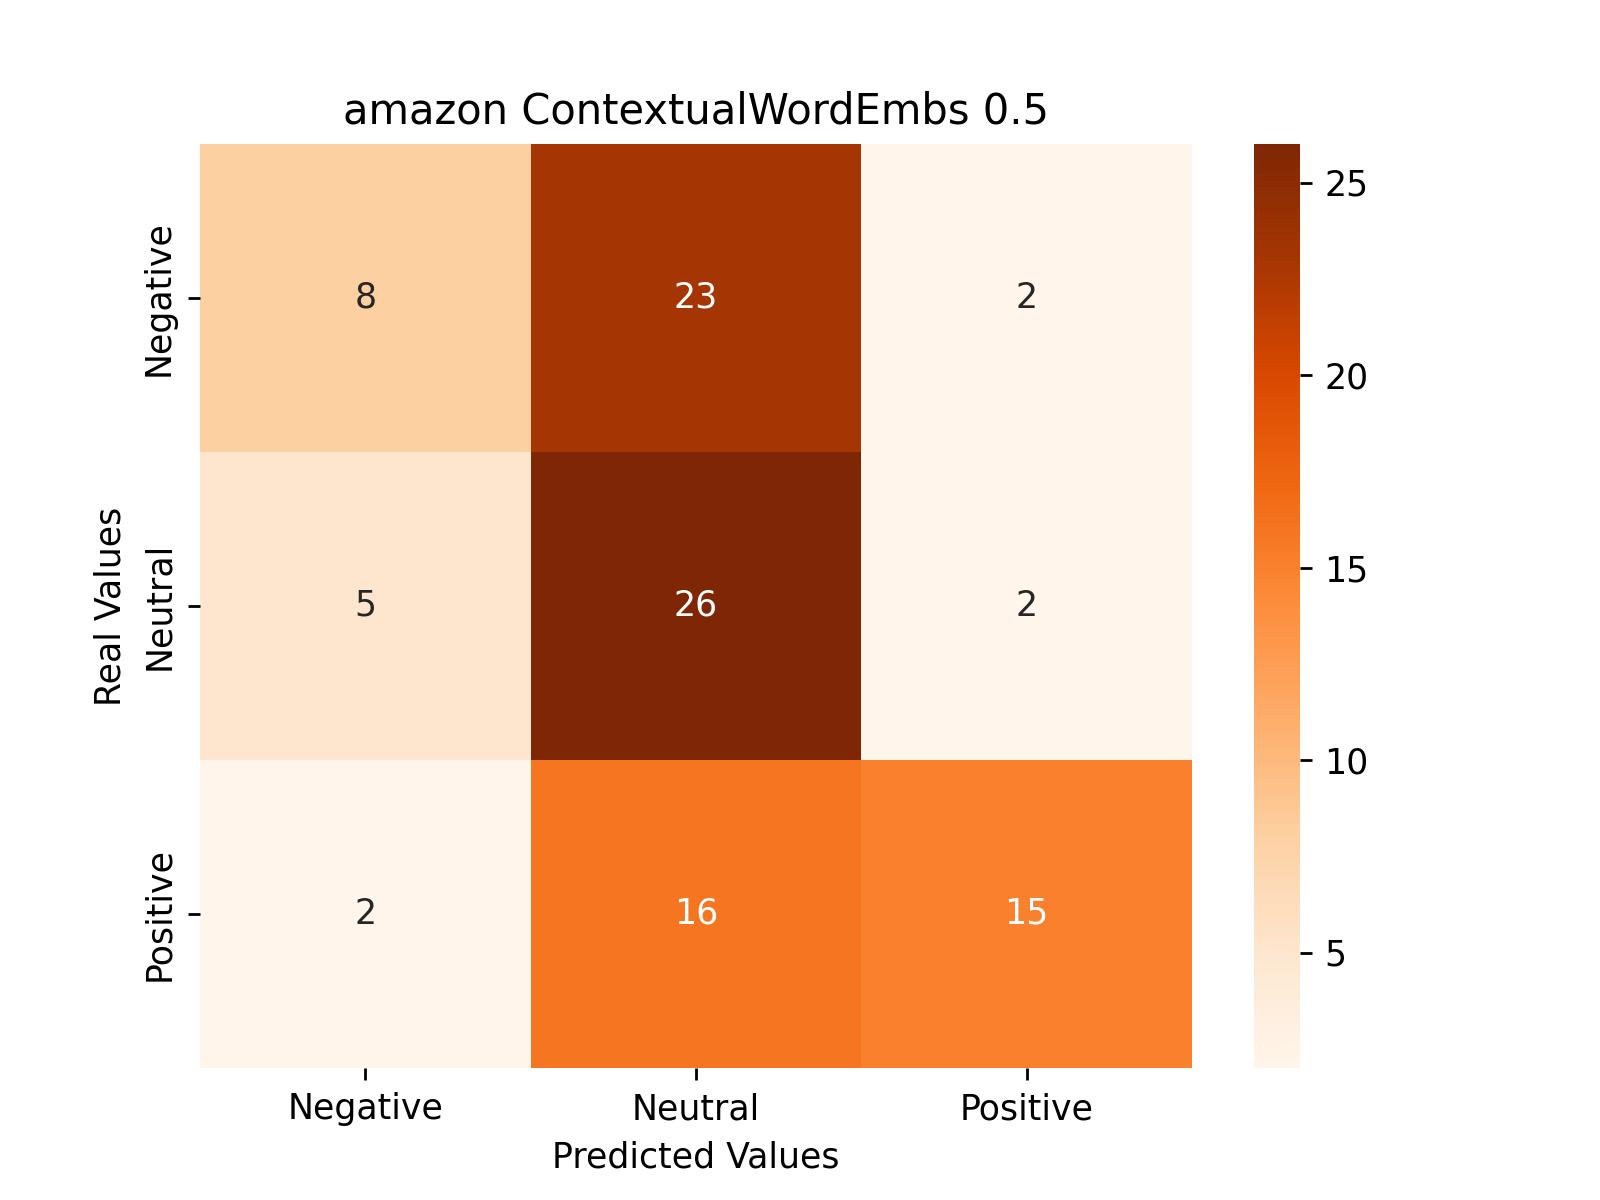 amazon ContextualWordEmbs 0.5
Real Values
Negative
8
23
2
Neutral
5
26
2
Positive
2
16
15
Negative
Neutral
Positive
Predicted Values
25
20
15
10
5